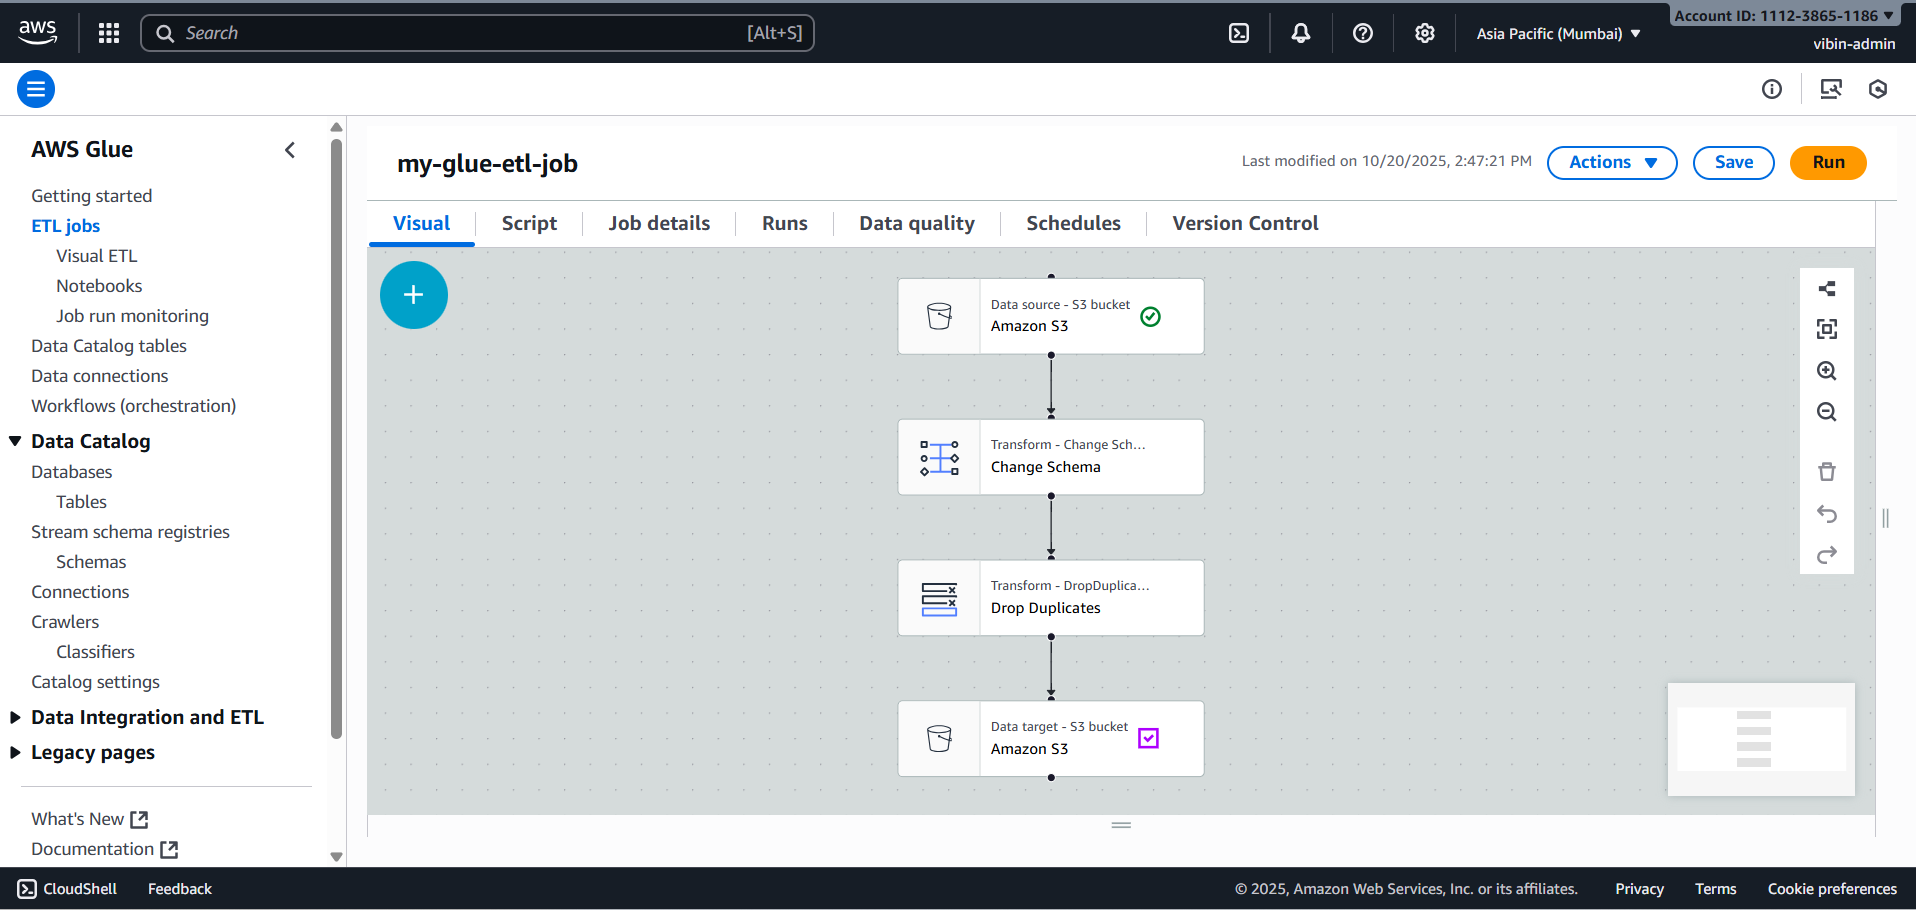 aws
Search [Alt+S]
Asia Pacific (Mumbai)
Account ID: 1112-3865-1186
vibin-admin
AWS Glue
Getting started
ETL jobs
Visual ETL
Notebooks
Job run monitoring
Data Catalog tables
Data connections
Workflows (orchestration)
Data Catalog
Databases
Tables
Stream schema registries
Schemas
Connections
Crawlers
Classifiers
Catalog settings
Data Integration and ETL
Legacy pages
What's New
Documentation
my-glue-etl-job
Last modified on 10/20/2025, 2:47:21 PM
Actions
Save
Run
Visual
Script
Job details
Runs
Data quality
Schedules
Version Control
Data source - S3 bucket
Amazon S3
Transform - Change Sch...
Change Schema
Transform - DropDuplica...
Drop Duplicates
Data target - S3 bucket
Amazon S3
CloudShell
Feedback
© 2025, Amazon Web Services, Inc. or its affiliates.
Privacy
Terms
Cookie preferences